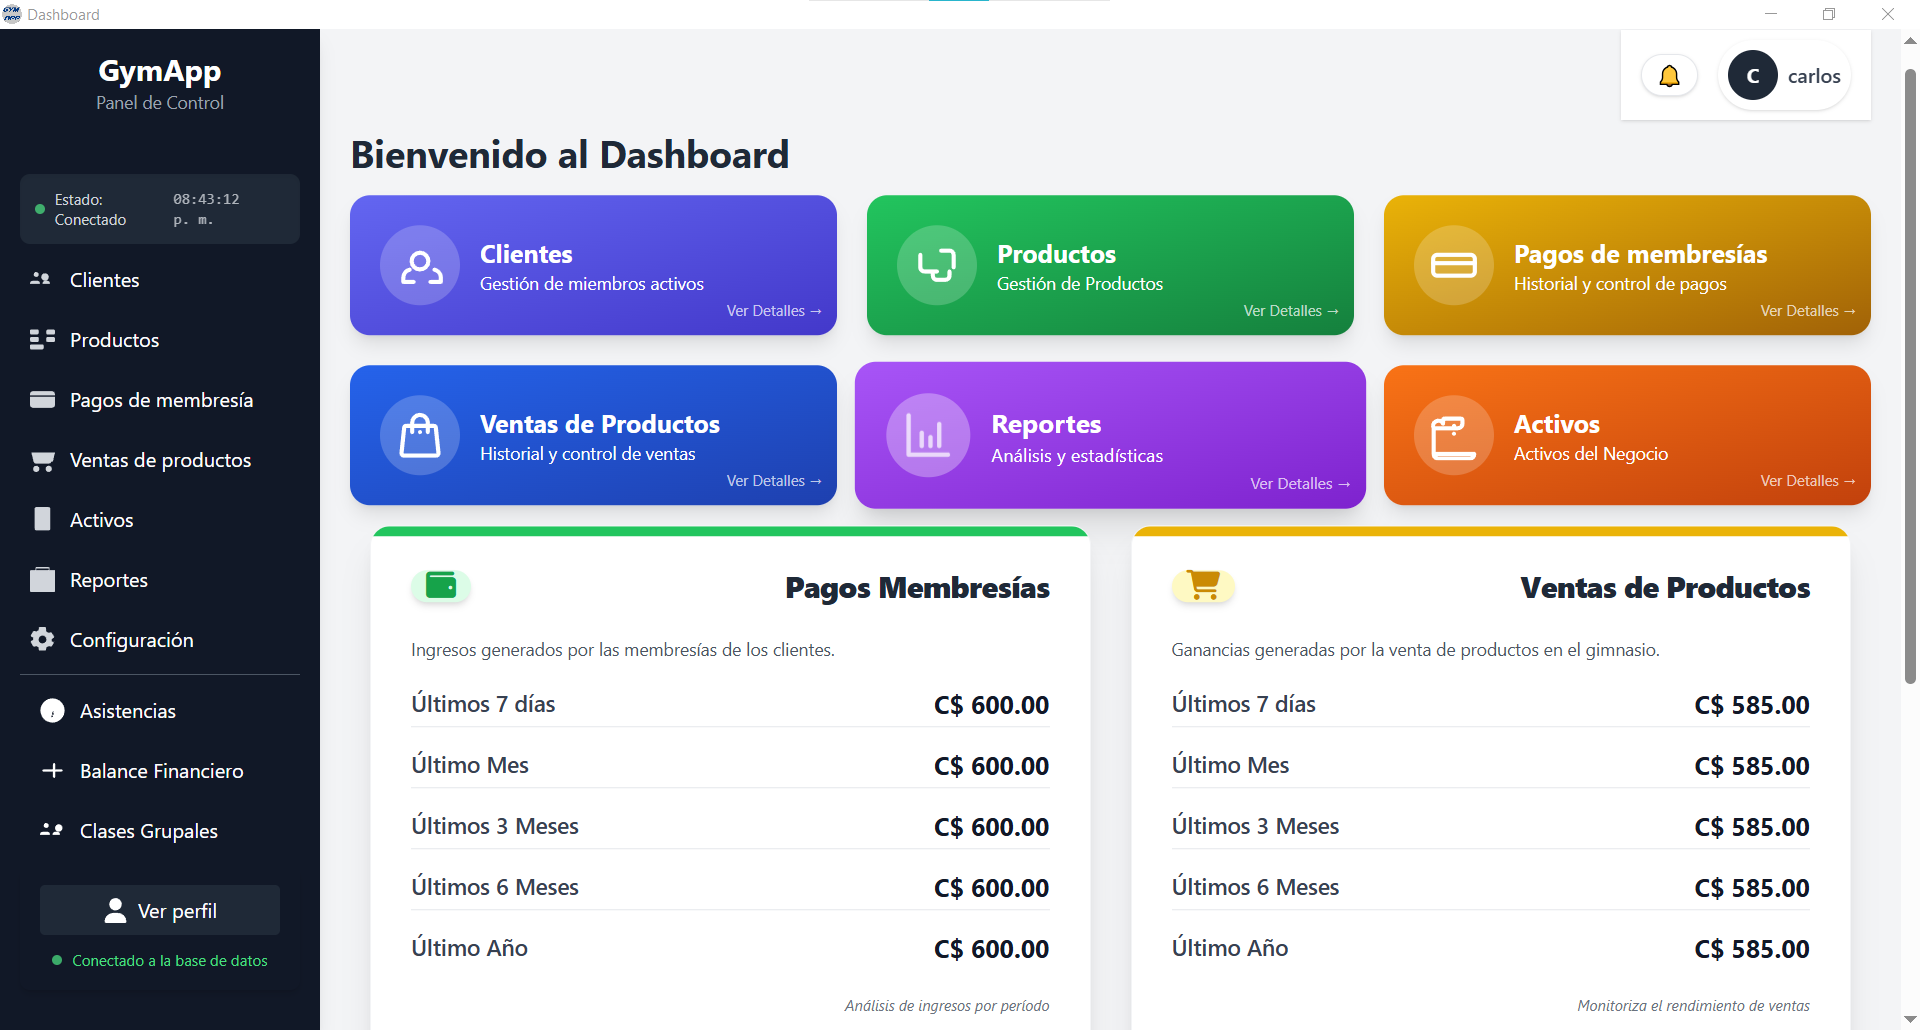 Dashboard
GymApp
Panel de Control
Estado: 08:43:12
Conectado p. m.
Clientes
Productos
Pagos de membresía
Ventas de productos
Activos
Reportes
Configuración
Asistencias
Balance Financiero
Clases Grupales
Ver perfil
Conectado a la base de datos
C carlos
Bienvenido al Dashboard
Clientes
Gestión de miembros activos
Ver Detalles →
Productos
Gestión de Productos
Ver Detalles →
Pagos de membresías
Historial y control de pagos
Ver Detalles →
Ventas de Productos
Historial y control de ventas
Ver Detalles →
Reportes
Análisis y estadísticas
Ver Detalles →
Activos
Activos del Negocio
Ver Detalles →
Pagos Membresías
Ingresos generados por las membresías de los clientes.
Últimos 7 días C$ 600.00
Último Mes C$ 600.00
Últimos 3 Meses C$ 600.00
Últimos 6 Meses C$ 600.00
Último Año C$ 600.00
Análisis de ingresos por período
Ventas de Productos
Ganancias generadas por la venta de productos en el gimnasio.
Últimos 7 días C$ 585.00
Último Mes C$ 585.00
Últimos 3 Meses C$ 585.00
Últimos 6 Meses C$ 585.00
Último Año C$ 585.00
Monitoriza el rendimiento de ventas